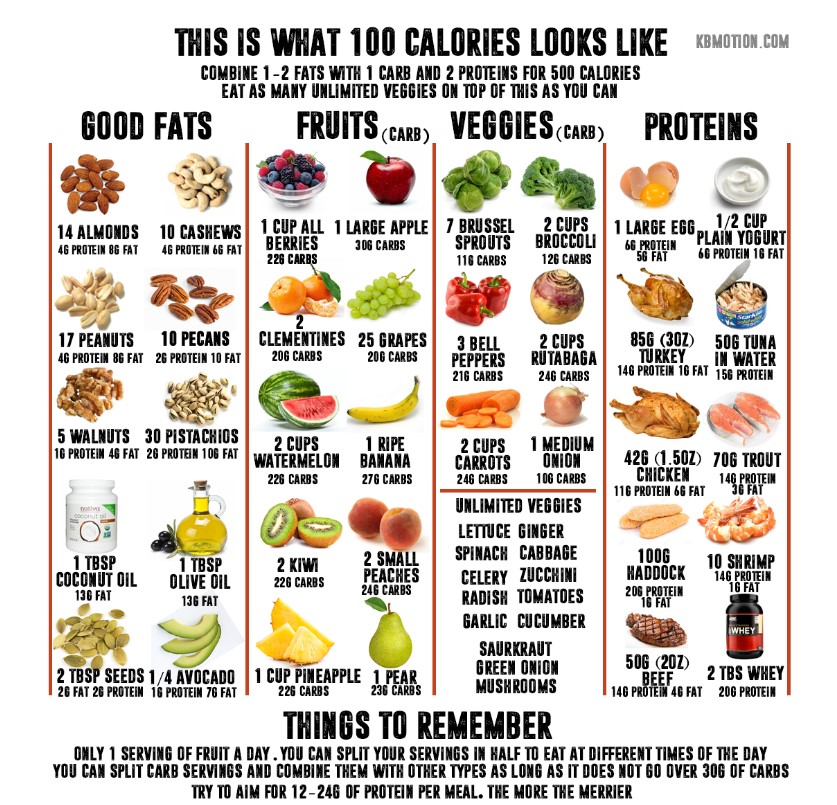 THIS IS WHAT 100 CALORIES LOOKS LIKE
KBMOTION.COM
COMBINE 1-2 FATS WITH 1 CARB AND 2 PROTEINS FOR 500 CALORIES
EAT AS MANY UNLIMITED VEGGIES ON TOP OF THIS AS YOU CAN
GOOD FATS
14 ALMONDS
4G PROTEIN 8G FAT
10 CASHEWS
4G PROTEIN 6G FAT
17 PEANUTS
4G PROTEIN 8G FAT
10 PECANS
2G PROTEIN 10 FAT
5 WALNUTS
1G PROTEIN 4G FAT
30 PISTACHIOS
2G PROTEIN 10G FAT
nativa
coconut oil
1 TBSP
COCONUT OIL
13G FAT
1 TBSP
OLIVE OIL
13G FAT
2 TBSP SEEDS
2G FAT 2G PROTEIN
1/4 AVOCADO
1G PROTEIN 7G FAT
FRUITS (CARB)
1 CUP ALL
BERRIES
22G CARBS
1 LARGE APPLE
30G CARBS
2
CLEMENTINES
20G CARBS
25 GRAPES
20G CARBS
2 CUPS
WATERMELON
22G CARBS
1 RIPE
BANANA
27G CARBS
2 KIWI
22G CARBS
2 SMALL
PEACHES
24G CARBS
1 CUP PINEAPPLE
22G CARBS
1 PEAR
23G CARBS
VEGGIES (CARB)
7 BRUSSEL
SPROUTS
11G CARBS
2 CUPS
BROCCOLI
12G CARBS
3 BELL
PEPPERS
21G CARBS
2 CUPS
RUTABAGA
24G CARBS
2 CUPS
CARROTS
24G CARBS
1 MEDIUM
ONION
10G CARBS
UNLIMITED VEGGIES
LETTUCE GINGER
SPINACH CABBAGE
CELERY ZUCCHINI
RADISH TOMATOES
GARLIC CUCUMBER
SAURKRAUT
GREEN ONION
MUSHROOMS
PROTEINS
1 LARGE EGG
6G PROTEIN
5G FAT
1/2 CUP
PLAIN YOGURT
6G PROTEIN 1G FAT
85G (3OZ)
TURKEY
14G PROTEIN 1G FAT
StarKist
50G TUNA
IN WATER
15G PROTEIN
42G (1.5OZ)
CHICKEN
11G PROTEIN 6G FAT
70G TROUT
14G PROTEIN
3G FAT
100G
HADDOCK
20G PROTEIN
1G FAT
10 SHRIMP
14G PROTEIN
1G FAT
50G (2OZ)
BEEF
14G PROTEIN 4G FAT
WHEY
2 TBS WHEY
20G PROTEIN
THINGS TO REMEMBER
ONLY 1 SERVING OF FRUIT A DAY . YOU CAN SPLIT YOUR SERVINGS IN HALF TO EAT AT DIFFERENT TIMES OF THE DAY
YOU CAN SPLIT CARB SERVINGS AND COMBINE THEM WITH OTHER TYPES AS LONG AS IT DOES NOT GO OVER 30G OF CARBS
TRY TO AIM FOR 12-24G OF PROTEIN PER MEAL. THE MORE THE MERRIER